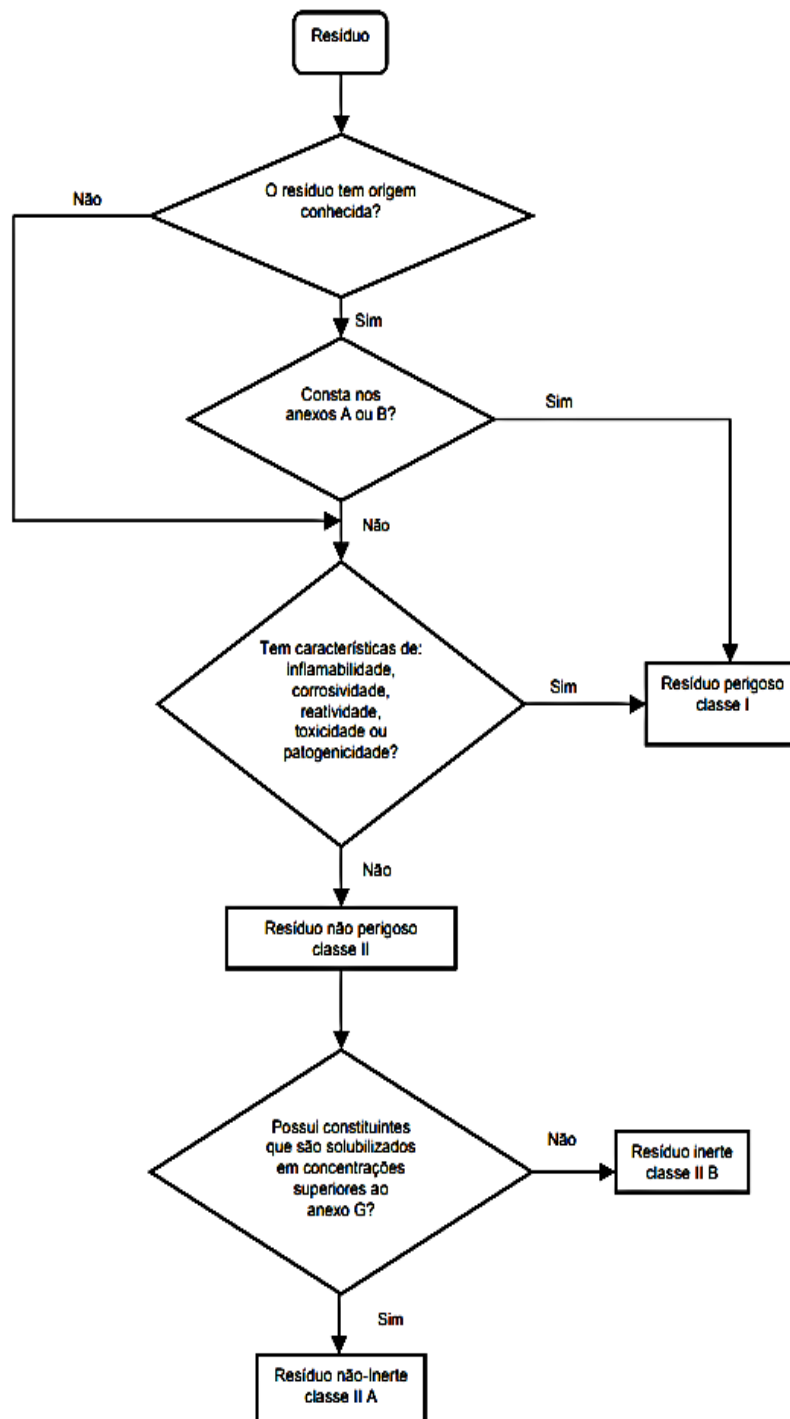 Resíduo
O resíduo tem origem
conhecida?
Não
Sim
Consta nos
anexos A ou B?
Sim
Não
Tem características de:
Inflamabilidade,
corrosividade,
reatividade,
toxicidade ou
patogenicidade?
Sim
Resíduo perigoso
classe I
Não
Resíduo não perigoso
classe II
Possui constituintes
que são solubilizados
em concentrações
superiores ao
anexo G?
Não
Resíduo inerte
classe II B
Sim
Resíduo não-Inerte
classe II A